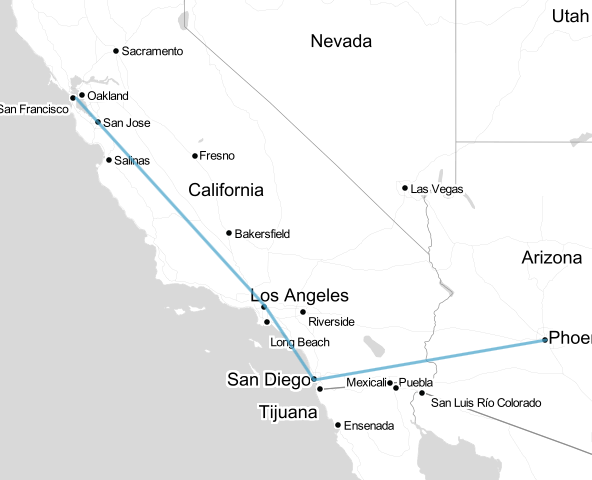 Utah
Nevada
Sacramento
Oakland
San Francisco
San Jose
Salinas
Fresno
California
Las Vegas
Bakersfield
Arizona
Los Angeles
Riverside
Long Beach
Phoe
San Diego
Mexicali
Puebla
San Luis Río Colorado
Tijuana
Ensenada